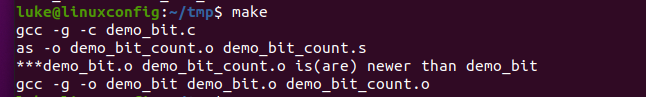 luke@linuxconfig:~/tmp$ make
gcc -g -c demo_bit.c
as -o demo_bit_count.o demo_bit_count.s
***demo_bit.o demo_bit_count.o is(are) newer than demo_bit
gcc -g -o demo_bit demo_bit.o demo_bit_count.o